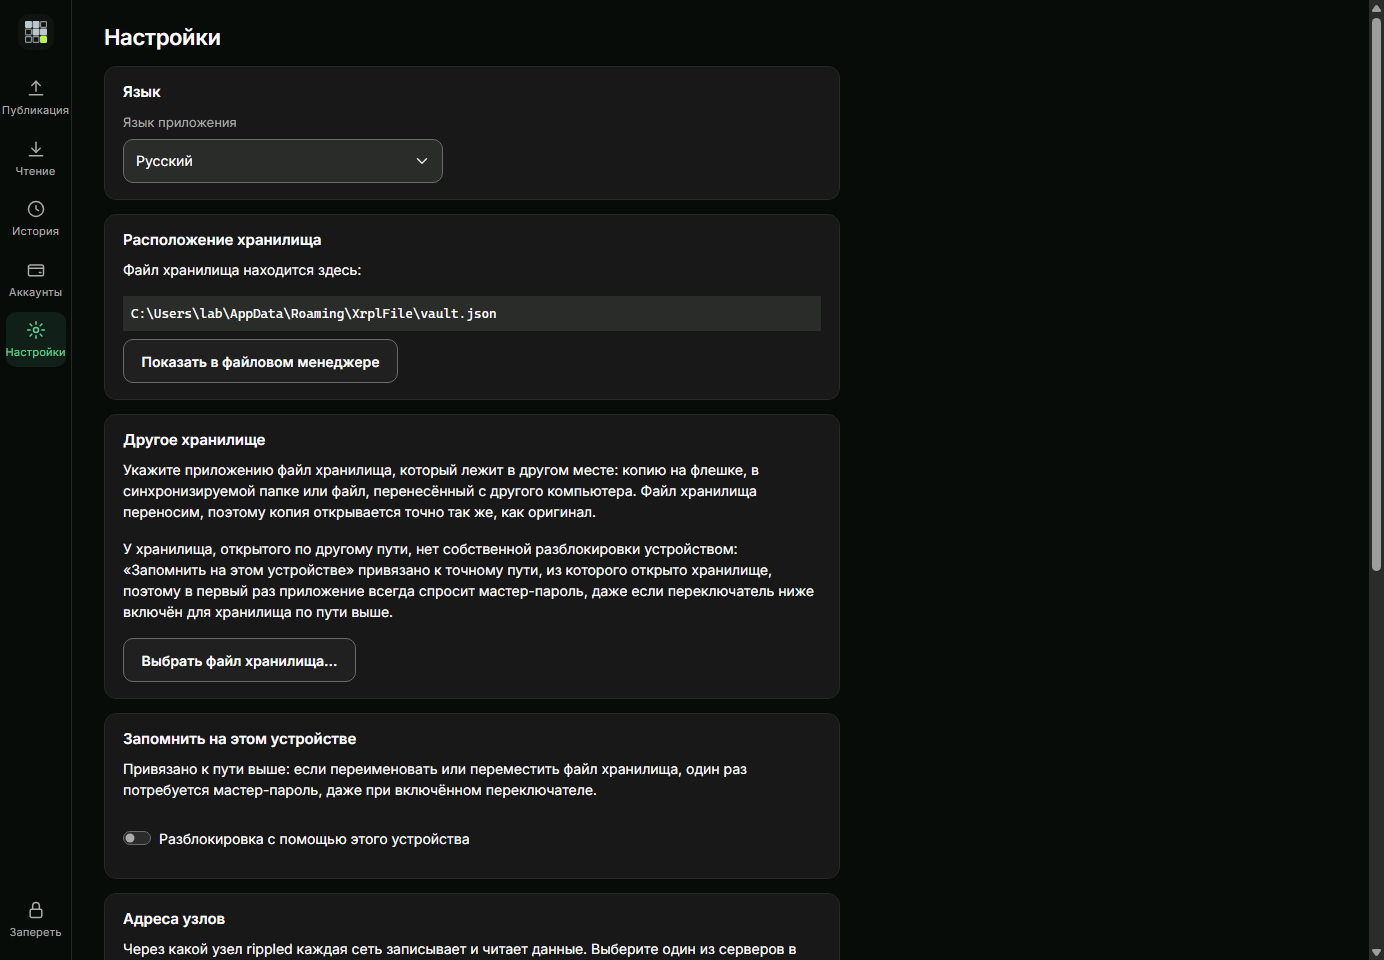 Настройки
Публикация
Чтение
История
Аккаунты
Настройки
Запереть
Язык
Язык приложения
Русский
Расположение хранилища
Файл хранилища находится здесь:
C:\Users\lab\AppData\Roaming\XrplFile\vault.json
Показать в файловом менеджере
Другое хранилище
Укажите приложению файл хранилища, который лежит в другом месте: копию на флешке, в
синхронизируемой папке или файл, перенесённый с другого компьютера. Файл хранилища
переносим, поэтому копия открывается точно так же, как оригинал.
У хранилища, открытого по другому пути, нет собственной разблокировки устройством:
«Запомнить на этом устройстве» привязано к точному пути, из которого открыто хранилище,
поэтому в первый раз приложение всегда спросит мастер-пароль, даже если переключатель ниже
включён для хранилища по пути выше.
Выбрать файл хранилища...
Запомнить на этом устройстве
Привязано к пути выше: если переименовать или переместить файл хранилища, один раз
потребуется мастер-пароль, даже при включённом переключателе.
Разблокировка с помощью этого устройства
Адреса узлов
Через какой узел rippled каждая сеть записывает и читает данные. Выберите один из серверов в